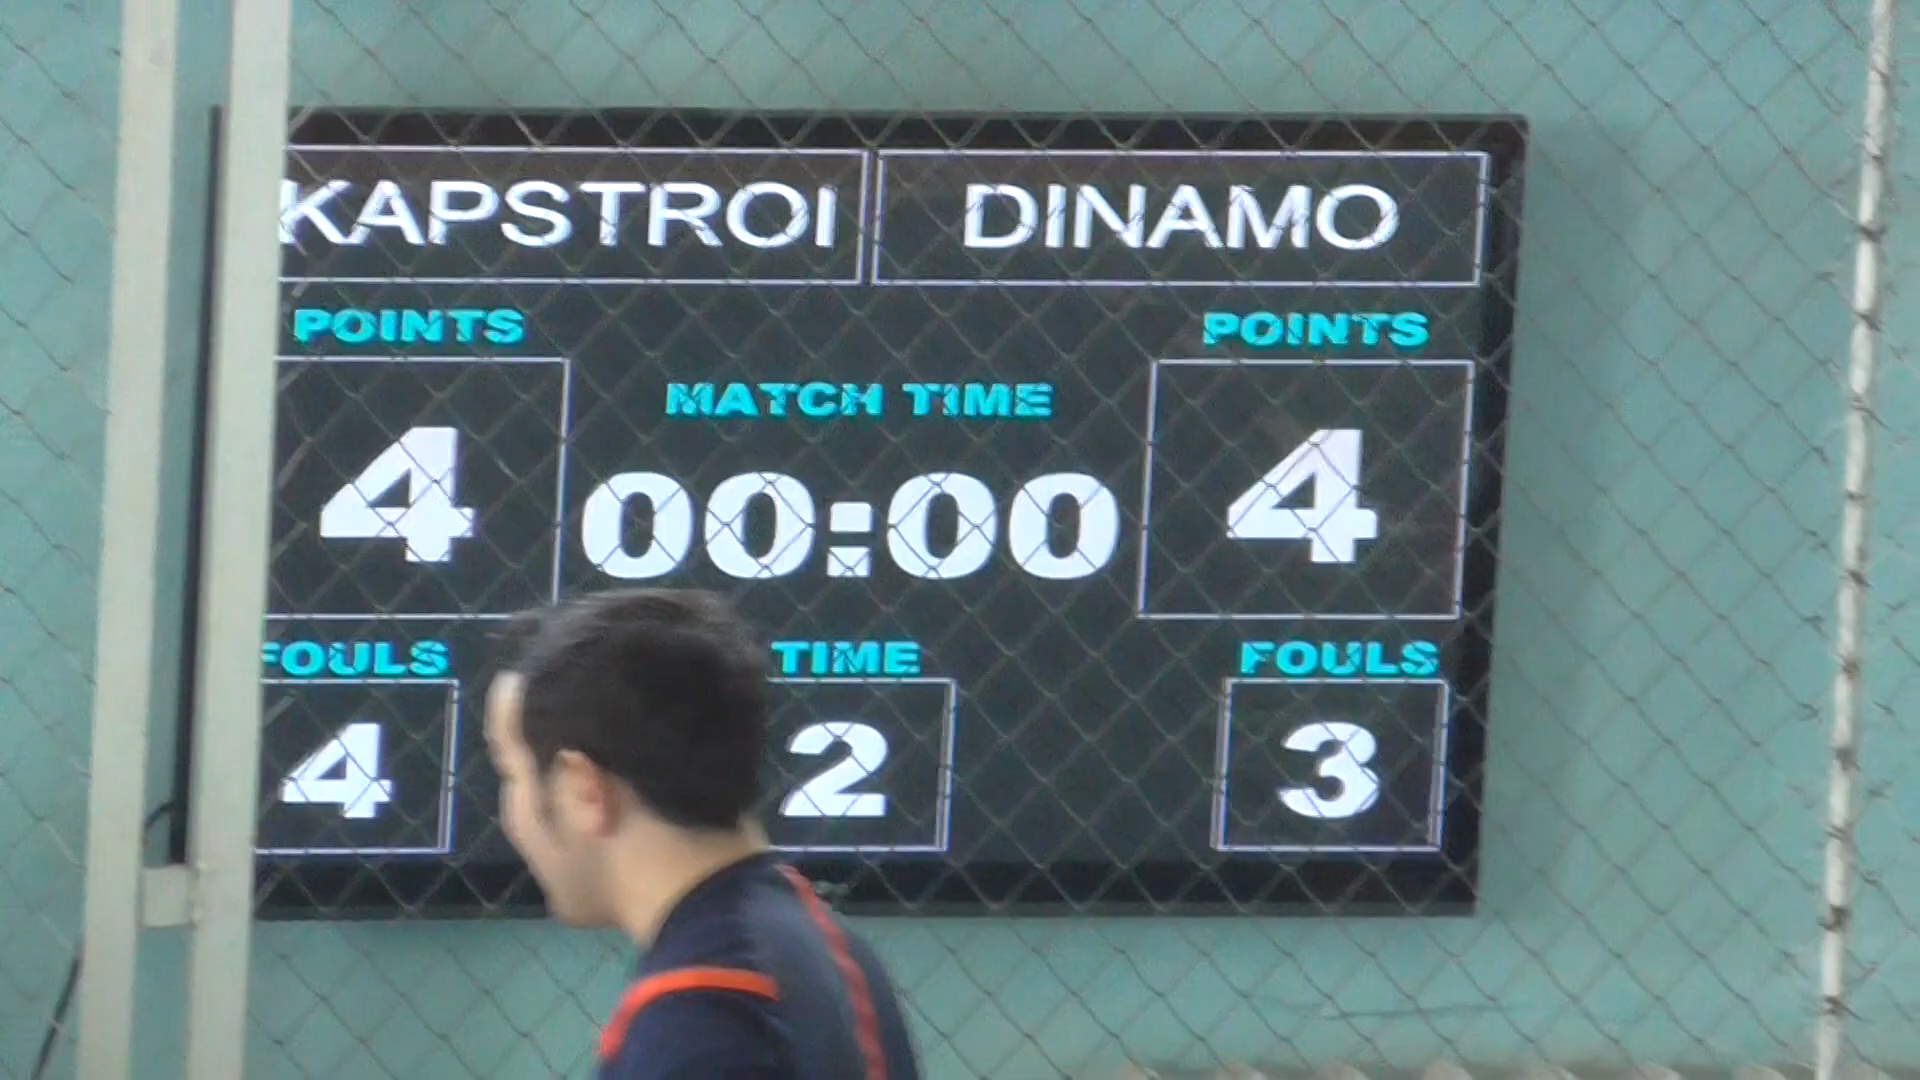 KAPSTROI DINAMO
POINTS POINTS
MATCH TIME
4 00:00 4
FOULS TIME FOULS
4 2 3